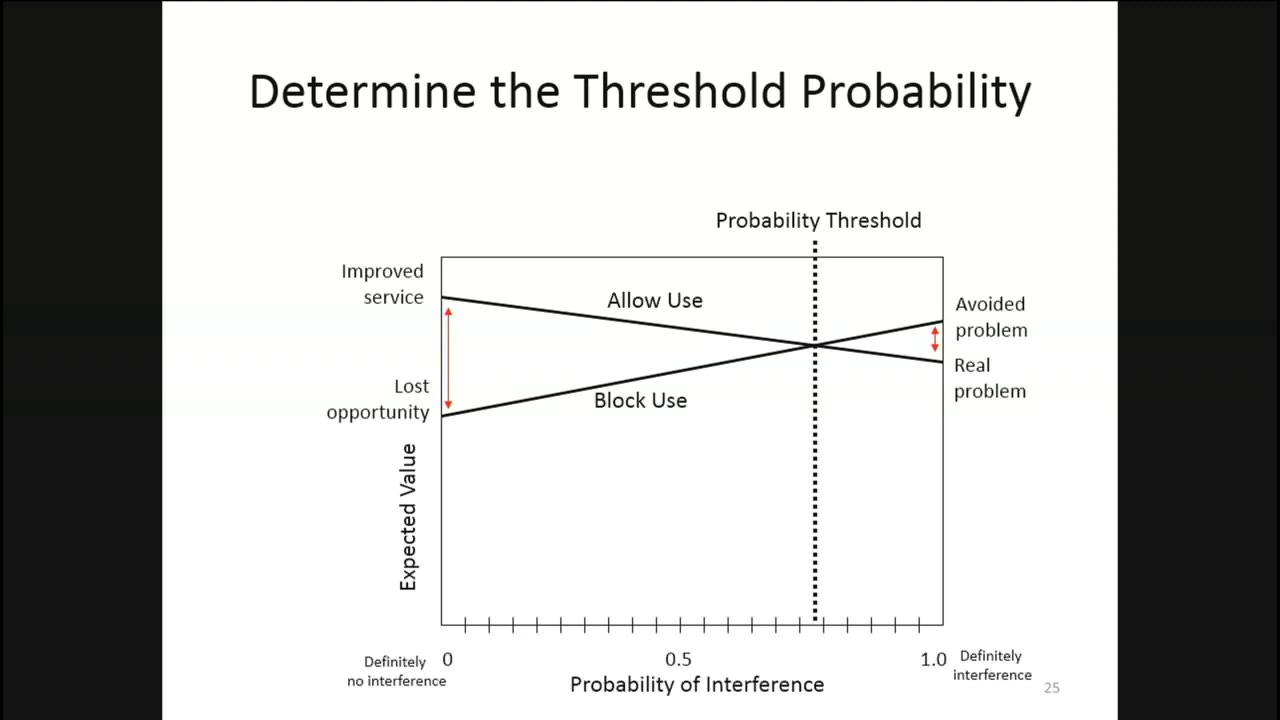 Determine the Threshold Probability
Probability Threshold
Improved
service
Allow Use
Avoided
problem
Real
problem
Lost
opportunity
Block Use
Expected Value
0
0.5
1.0
Definitely
no interference
Definitely
interference
Probability of Interference
25